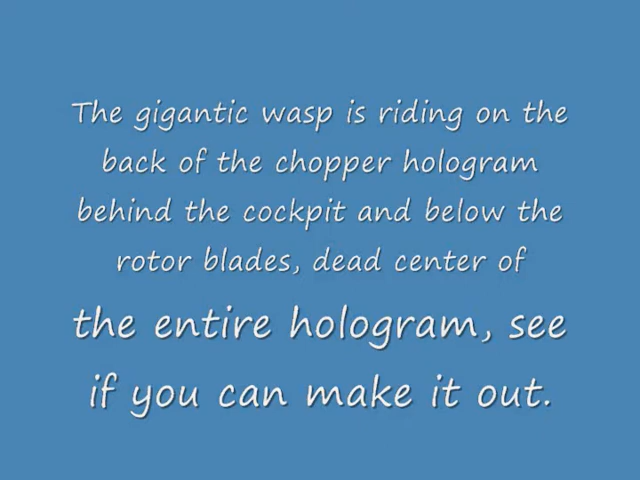 The gigantic wasp is riding on the
back of the chopper hologram
behind the cockpit and below the
rotor blades, dead center of
the entire hologram, see
if you can make it out.